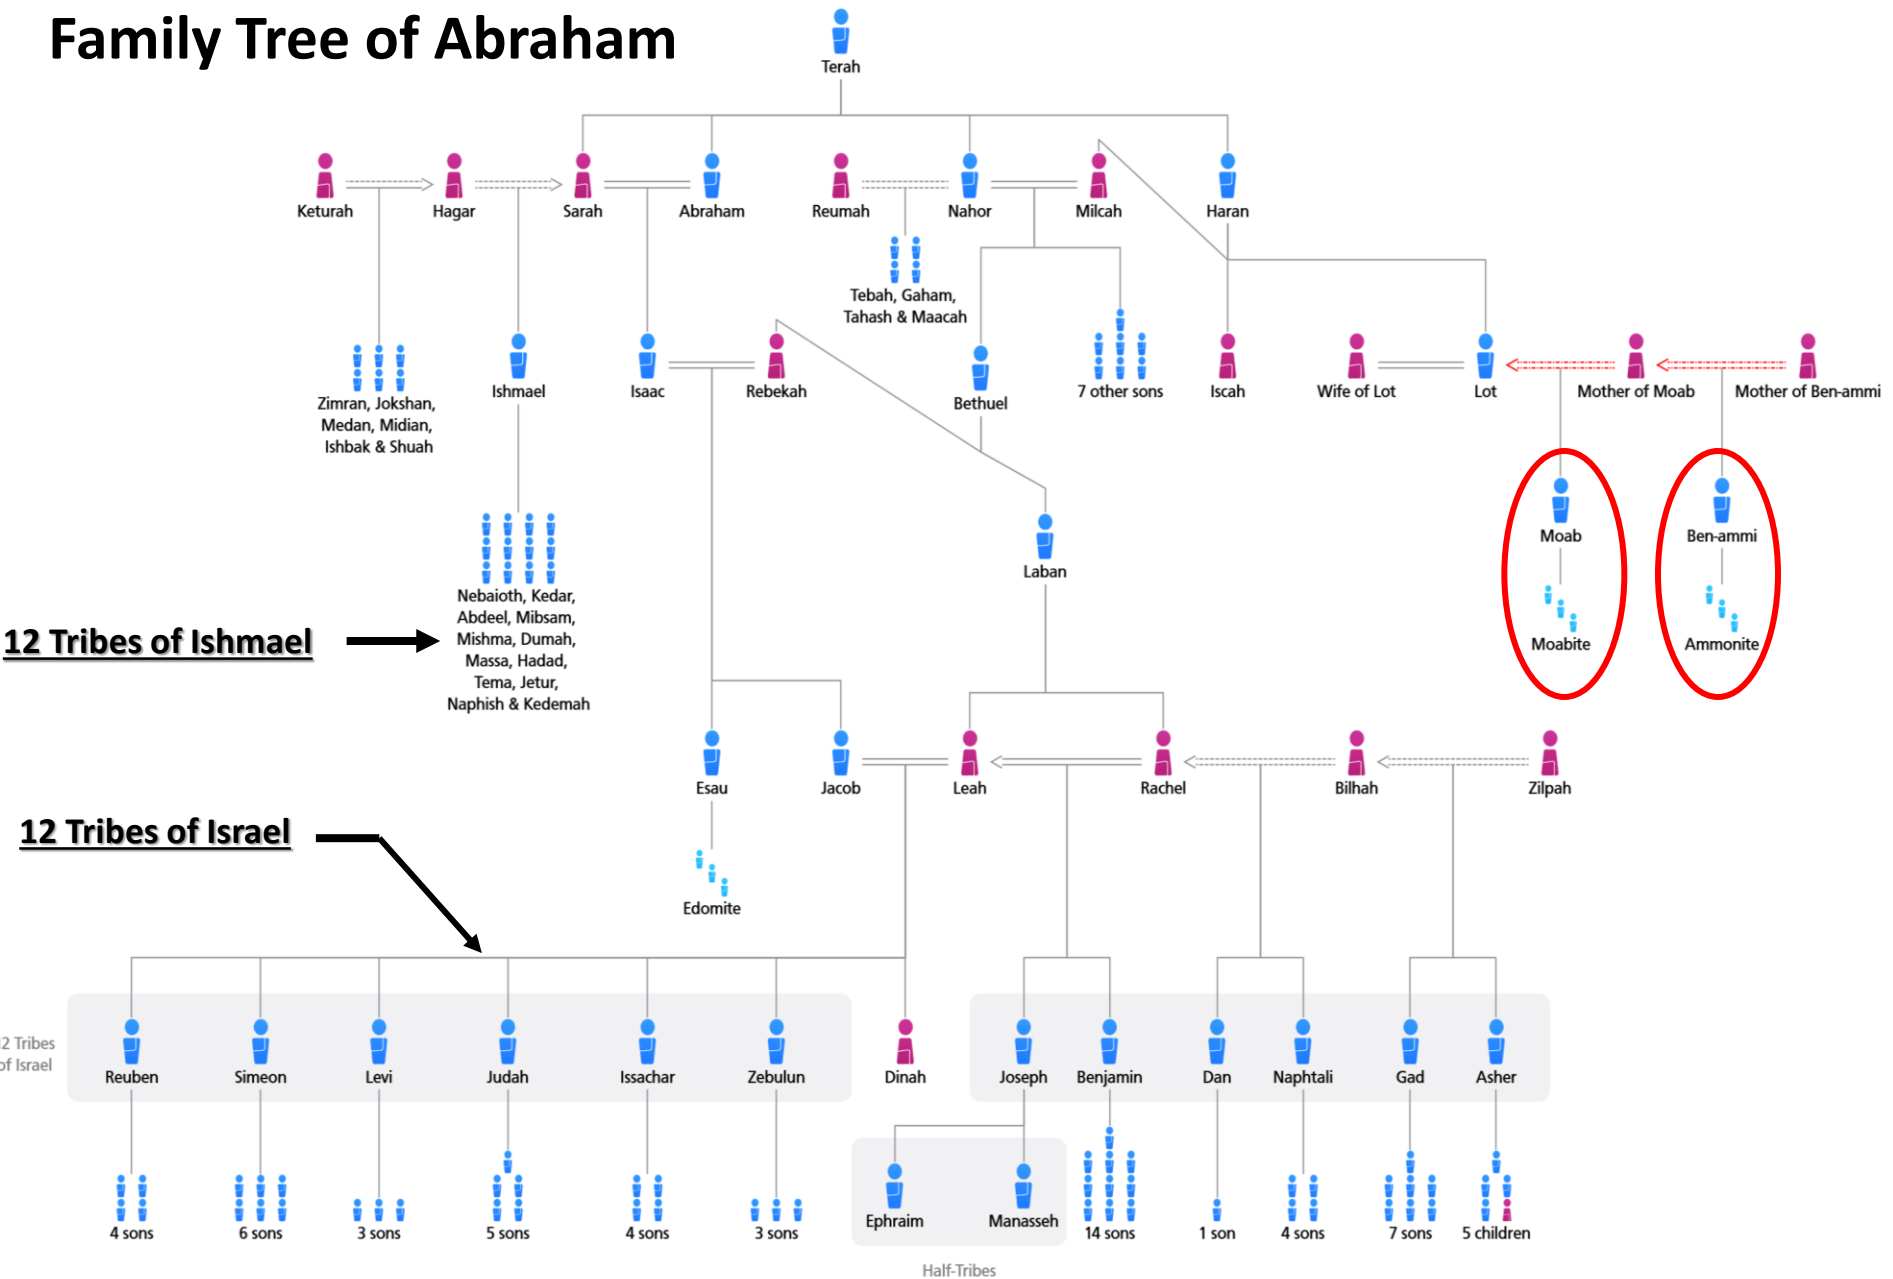 Family Tree of Abraham
Terah
Keturah
Hagar
Sarah
Abraham
Reumah
Nahor
Milcah
Haran
Tebah, Gaham,
Tahash & Maacah
Zimran, Jokshan,
Medan, Midian,
Ishbak & Shuah
Ishmael
Isaac
Rebekah
Bethuel
7 other sons
Iscah
Wife of Lot
Lot
Mother of Moab
Mother of Ben-ammi
Moab
Ben-ammi
Laban
Nebaioth, Kedar,
Abdeel, Mibsam,
Mishma, Dumah,
Massa, Hadad,
Tema, Jetur,
Naphish & Kedemah
12 Tribes of Ishmael
Moabite
Ammonite
Esau
Jacob
Leah
Rachel
Bilhah
Zilpah
12 Tribes of Israel
Edomite
12 Tribes
of Israel
Reuben
Simeon
Levi
Judah
Issachar
Zebulun
Dinah
Joseph
Benjamin
Dan
Naphtali
Gad
Asher
4 sons
6 sons
3 sons
5 sons
4 sons
3 sons
Ephraim
Manasseh
14 sons
1 son
4 sons
7 sons
5 children
Half-Tribes